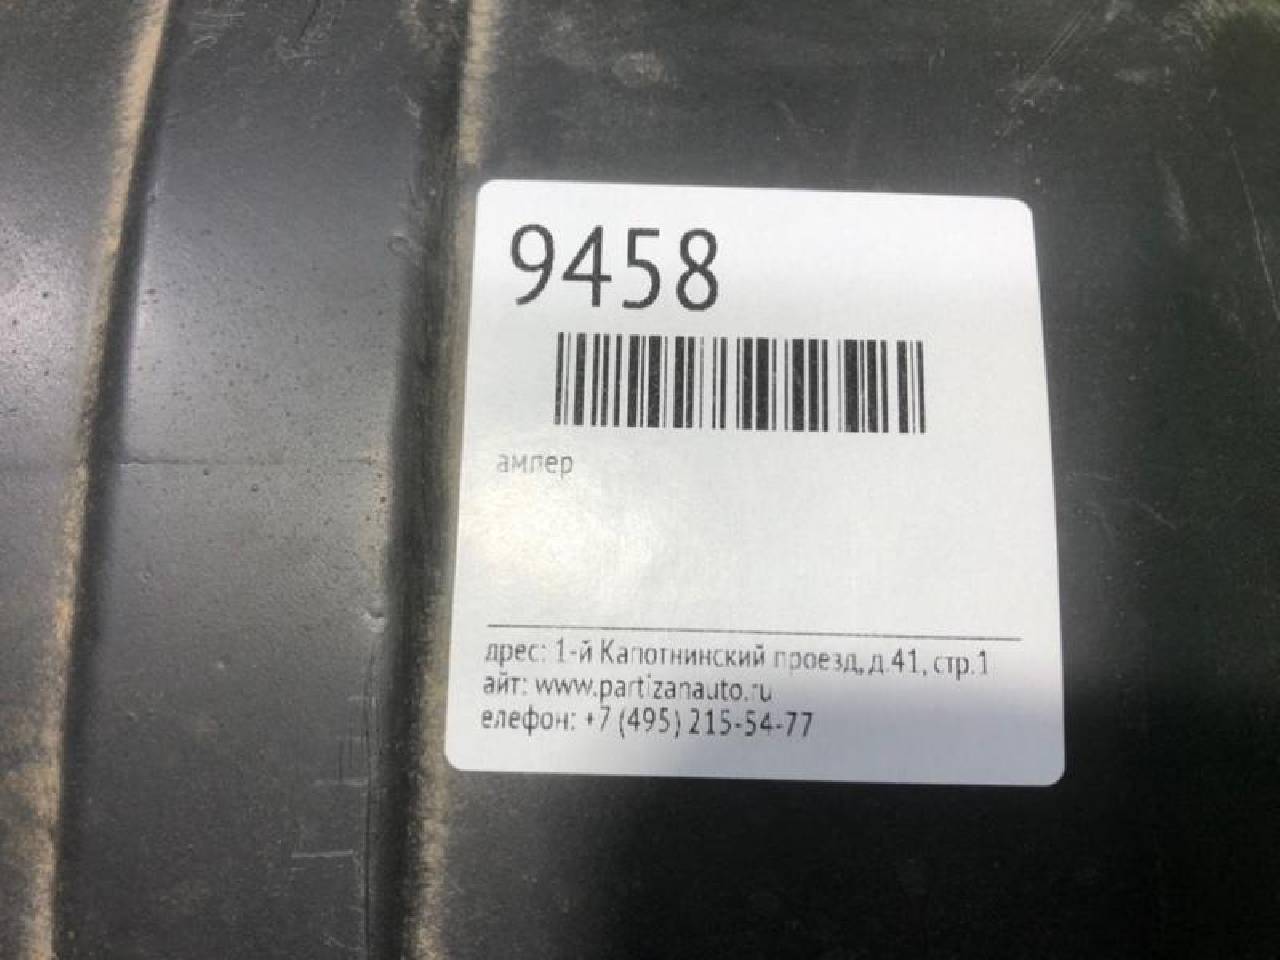 9458
ампер
дрес: 1-й Капотнинский проезд, д.41, стр.1
айт: www.partizanauto.ru
елефон: +7 (495) 215-54-77